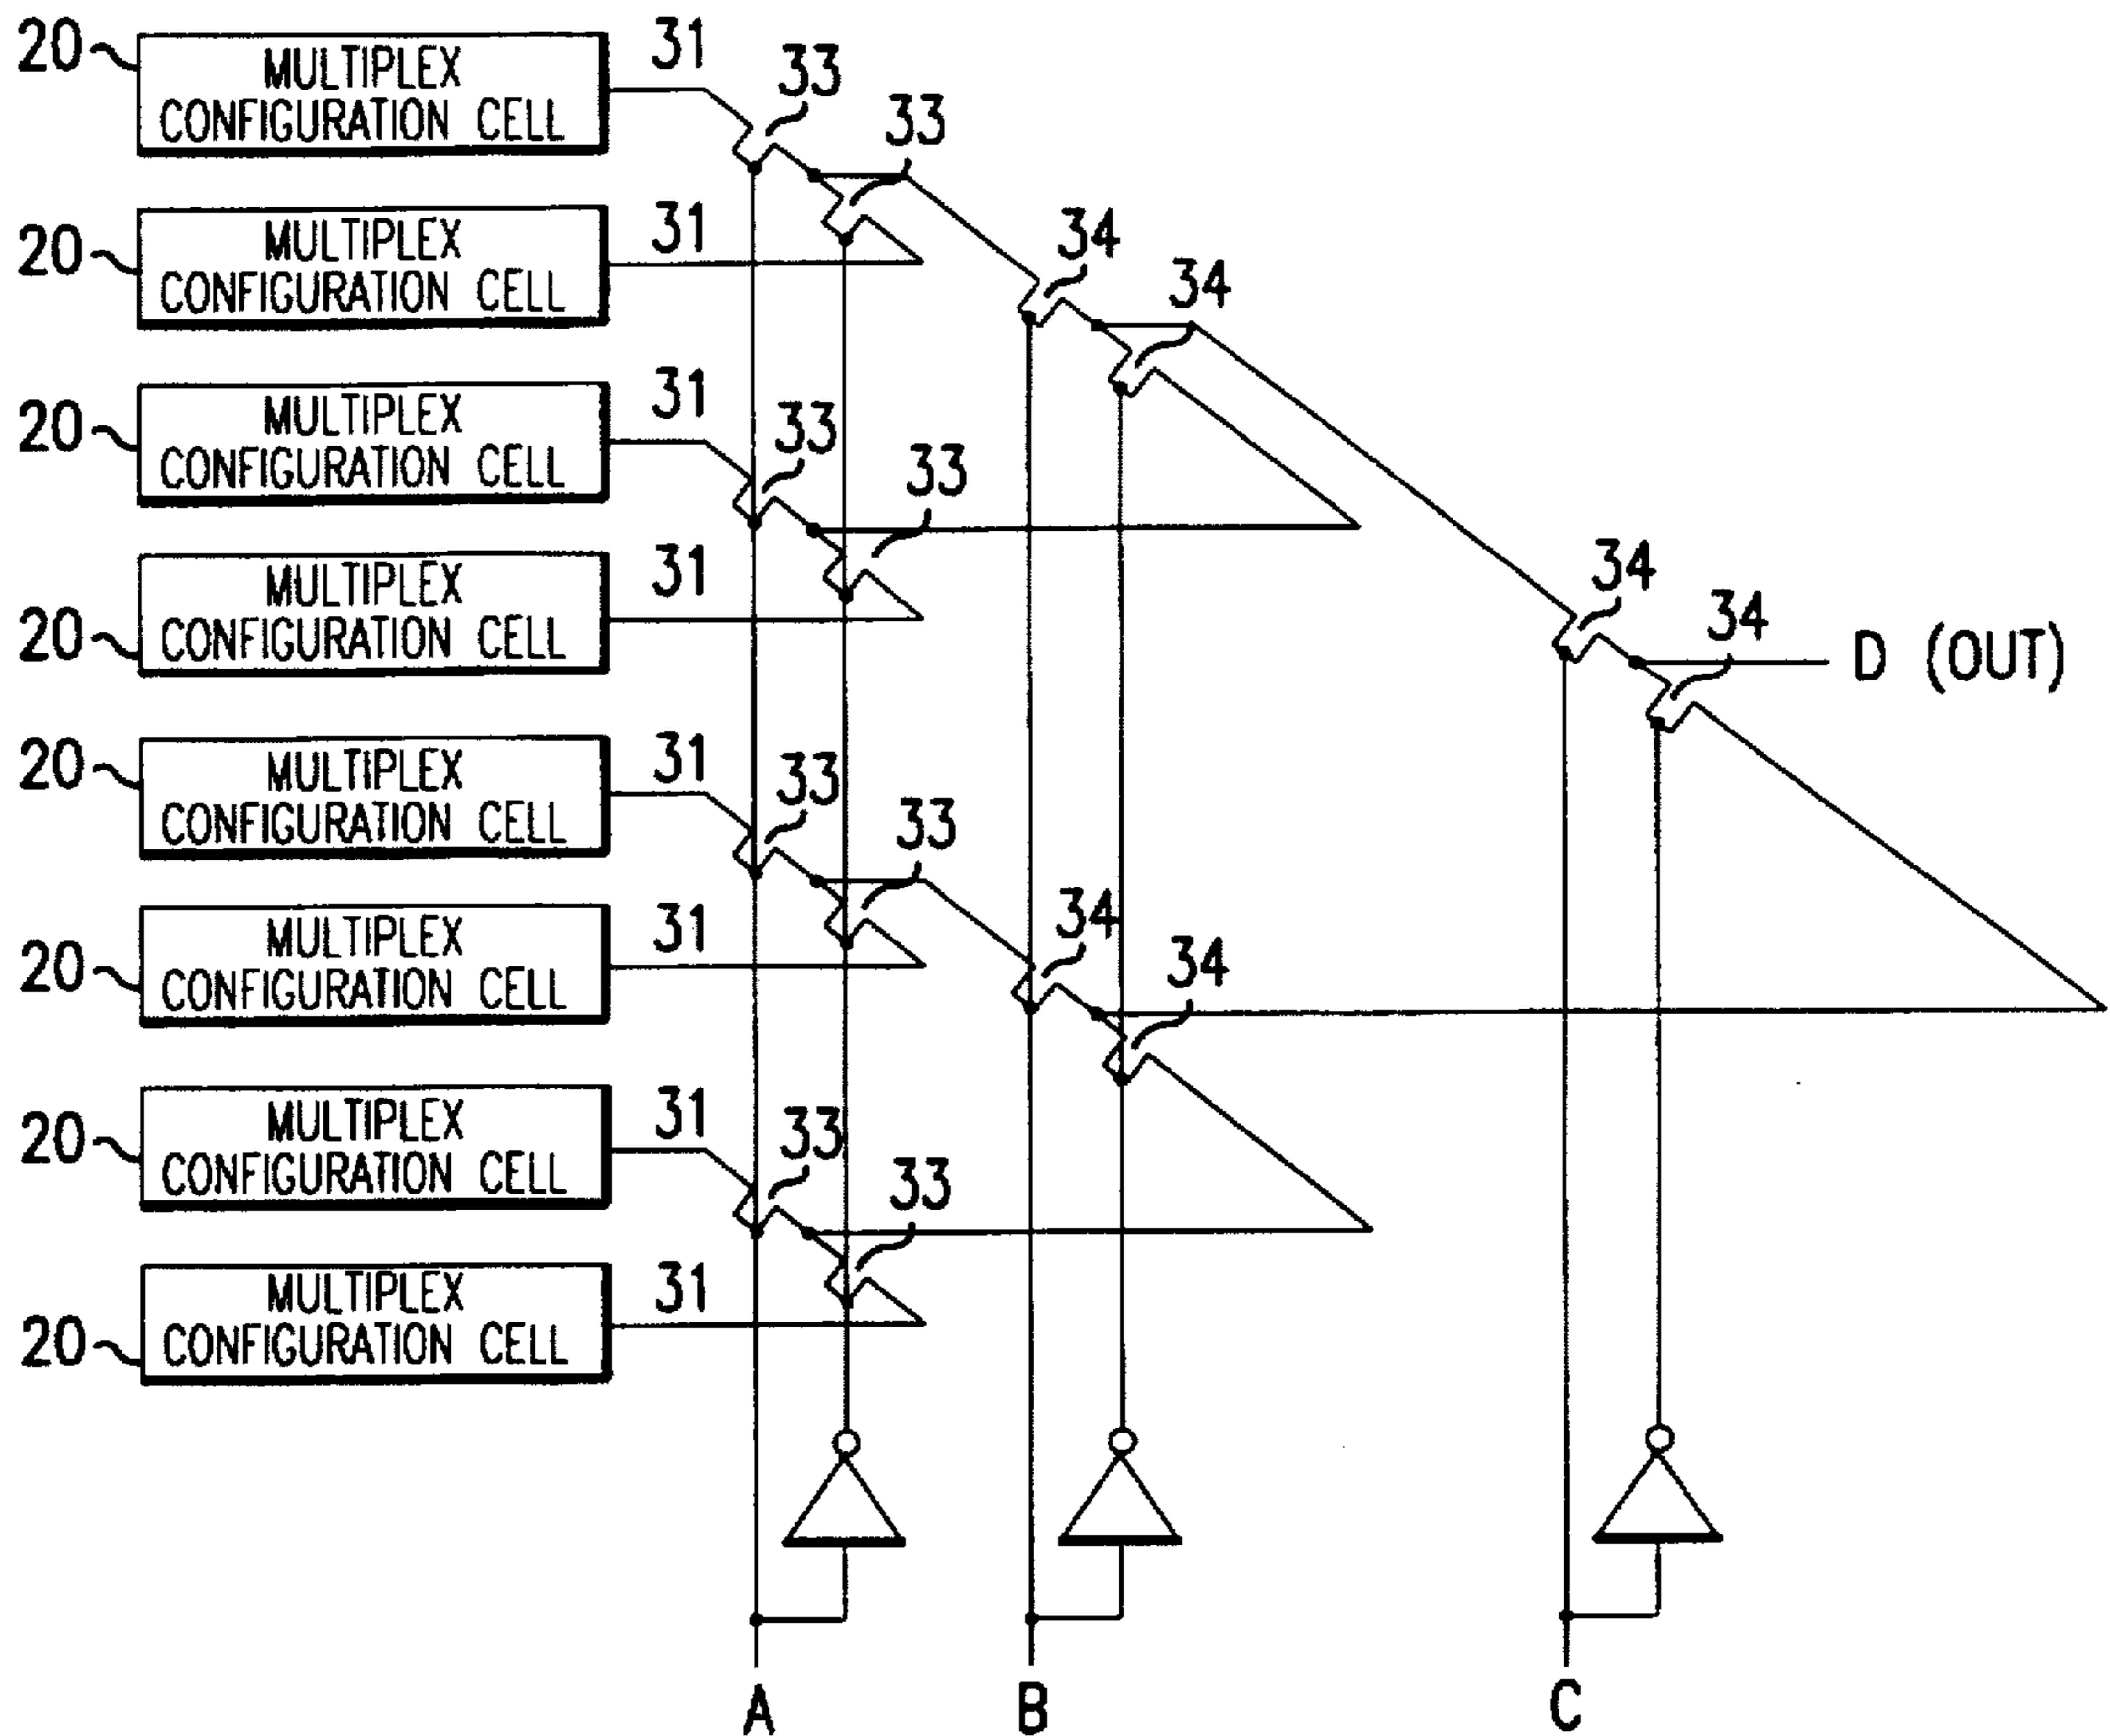 20 MULTIPLEX CONFIGURATION CELL 31 33
33
20 MULTIPLEX CONFIGURATION CELL 31
34
34
20 MULTIPLEX CONFIGURATION CELL 31 33
33
20 MULTIPLEX CONFIGURATION CELL 31
34
34
D (OUT)
20 MULTIPLEX CONFIGURATION CELL 31 33
33
20 MULTIPLEX CONFIGURATION CELL 31
34
34
20 MULTIPLEX CONFIGURATION CELL 31 33
33
20 MULTIPLEX CONFIGURATION CELL 31
A B C